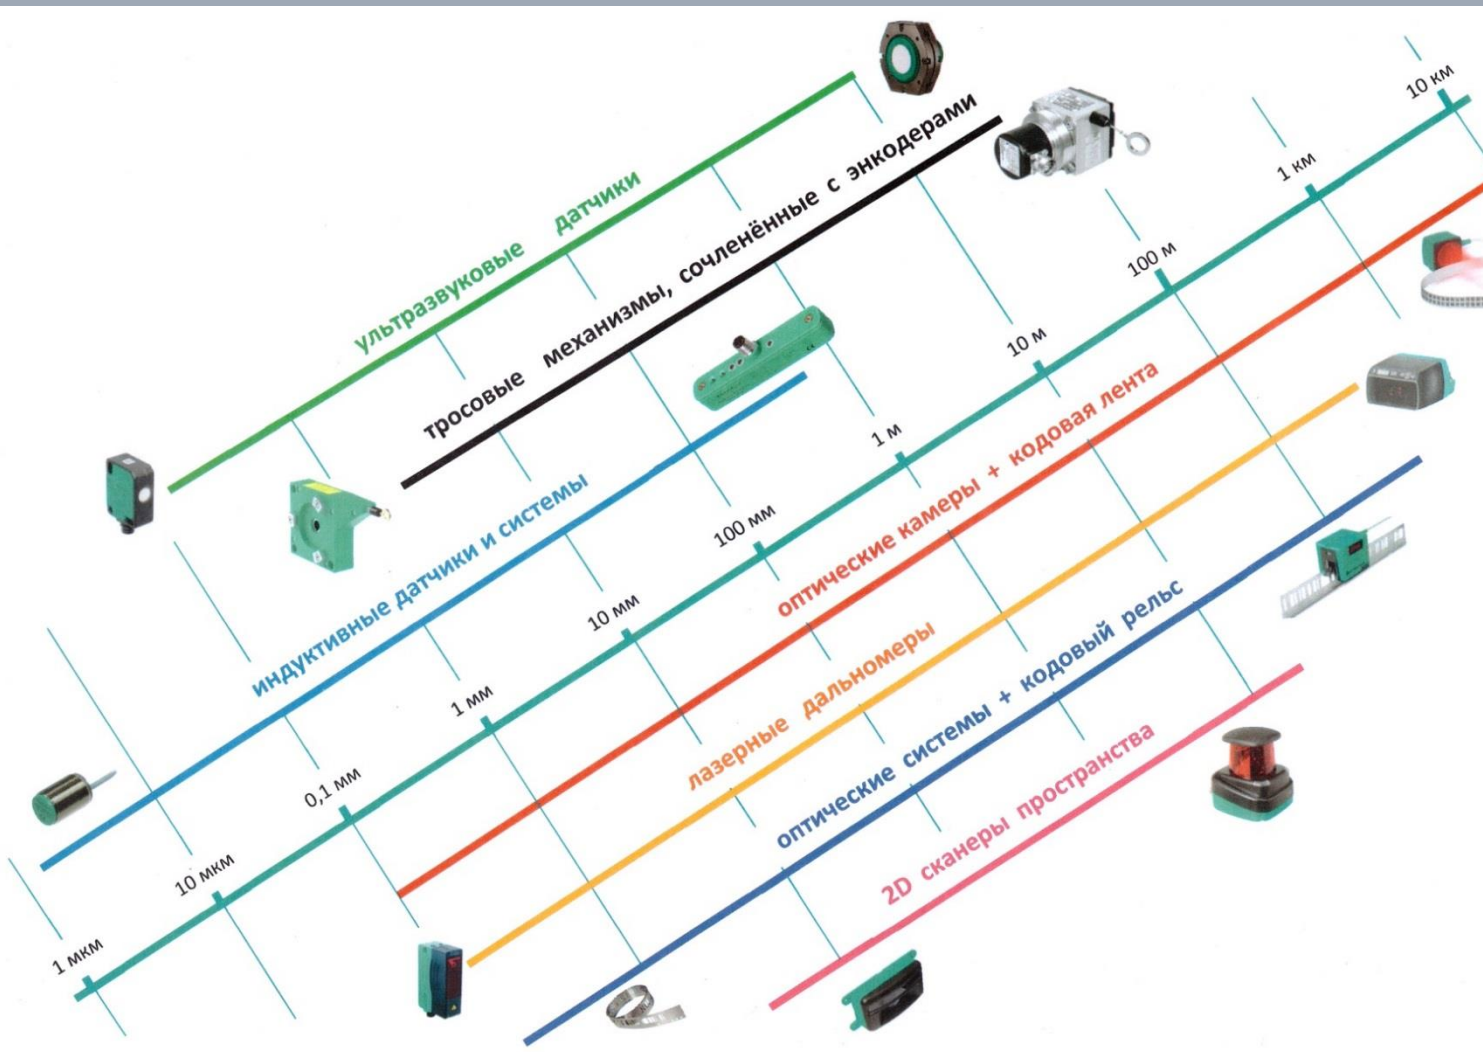 ультразвуковые датчики
тросовые механизмы, сочленённые с энкодерами
индуктивные датчики и системы
1 мкм
10 мкм
0,1 мм
1 мм
10 мм
100 мм
1 м
10 м
100 м
1 км
10 км
оптические камеры + кодовая лента
лазерные дальномеры
оптические системы + кодовый рельс
2D сканеры пространства